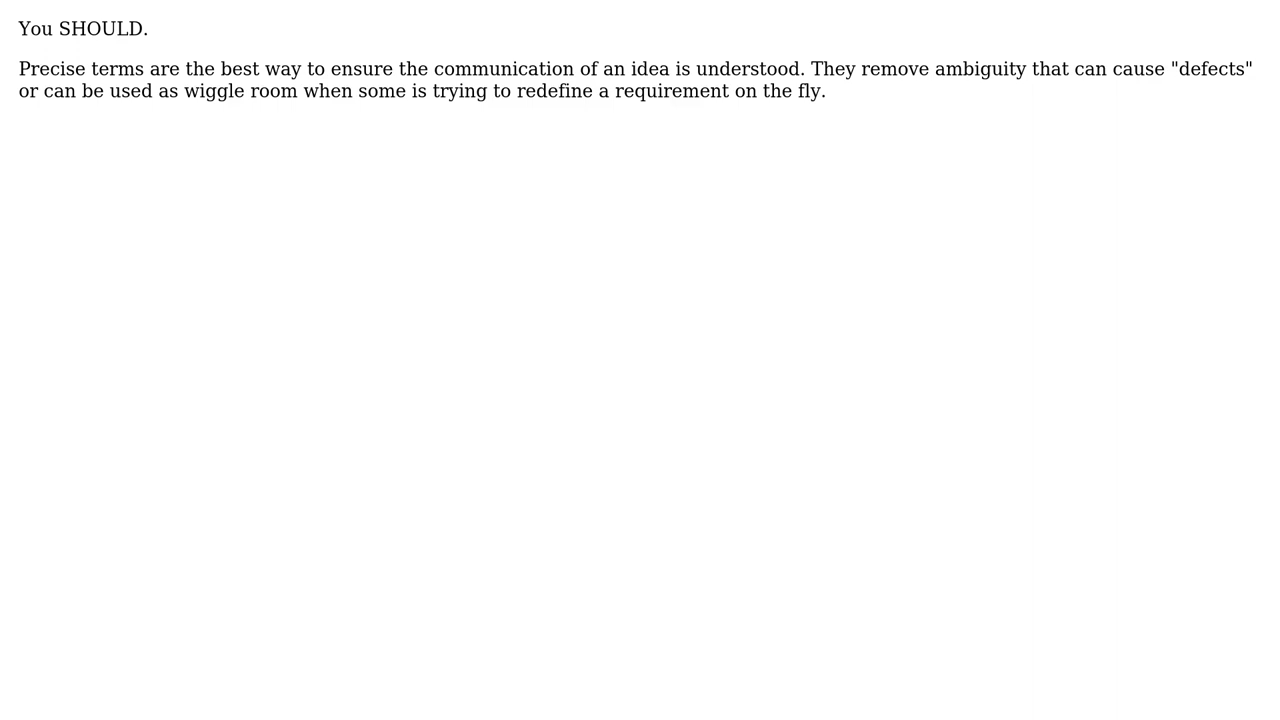 You SHOULD.
Precise terms are the best way to ensure the communication of an idea is understood. They remove ambiguity that can cause "defects"
or can be used as wiggle room when some is trying to redefine a requirement on the fly.